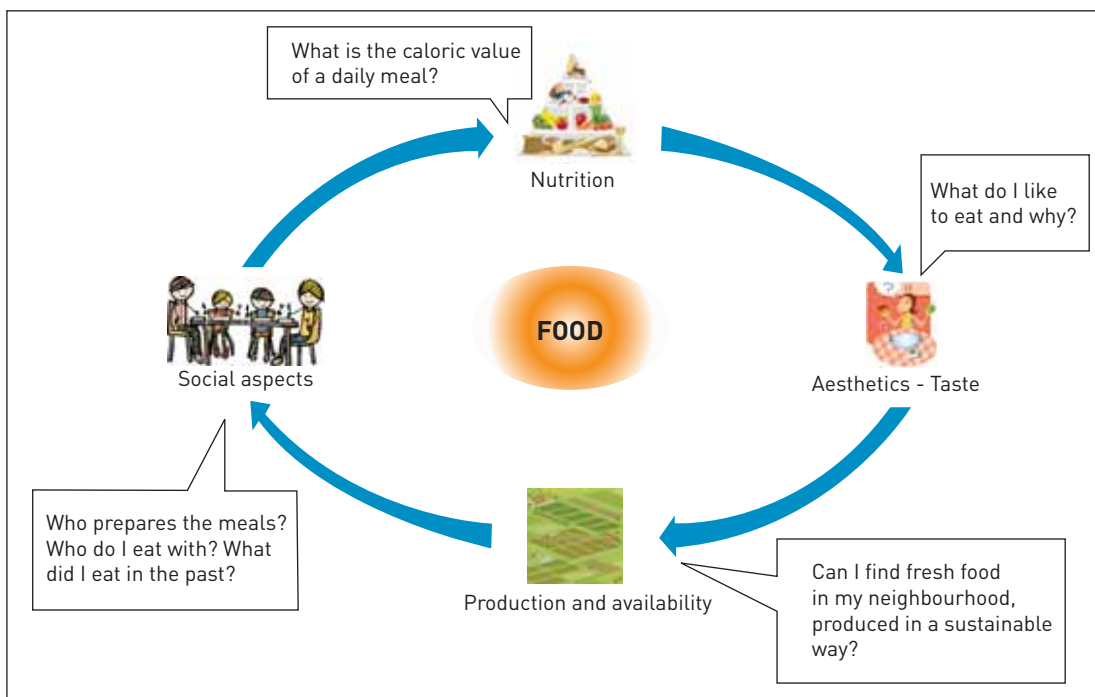 What is the caloric value
of a daily meal?
Nutrition
What do I like
to eat and why?
?
FOOD
Social aspects
Aesthetics - Taste
Who prepares the meals?
Who do I eat with? What
did I eat in the past?
Production and availability
Can I find fresh food
in my neighbourhood,
produced in a sustainable
way?